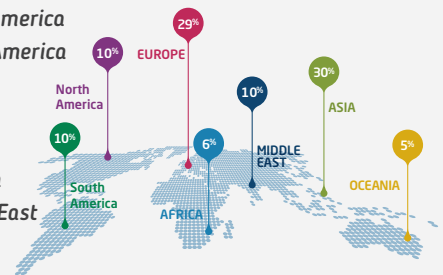 America
America
East
29%
EUROPE
10%
North
America
30%
ASIA
10%
MIDDLE
EAST
10%
South
America
6%
AFRICA
5%
OCEANIA